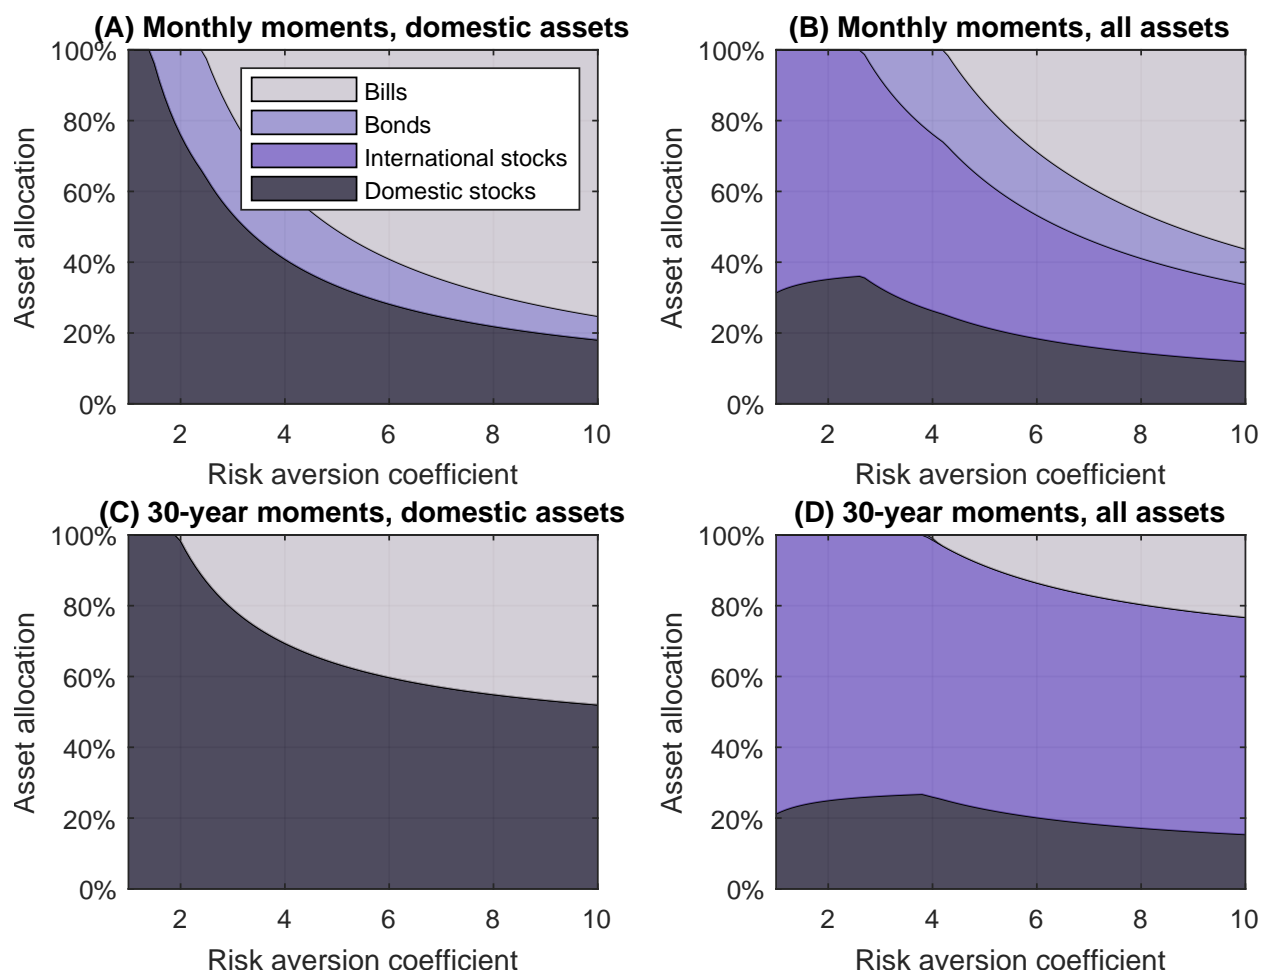 (A) Monthly moments, domestic assets
100%
80%
60%
40%
20%
0%
Asset allocation
Bills
Bonds
International stocks
Domestic stocks
2 4 6 8 10
Risk aversion coefficient
(B) Monthly moments, all assets
100%
80%
60%
40%
20%
0%
Asset allocation
2 4 6 8 10
Risk aversion coefficient
(C) 30-year moments, domestic assets
100%
80%
60%
40%
20%
0%
Asset allocation
2 4 6 8 10
Risk aversion coefficient
(D) 30-year moments, all assets
100%
80%
60%
40%
20%
0%
Asset allocation
2 4 6 8 10
Risk aversion coefficient